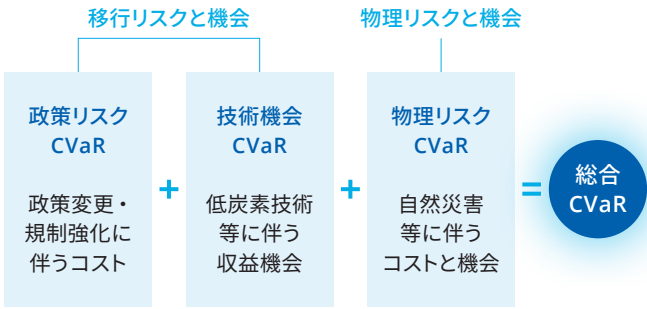 移行リスクと機会
物理リスクと機会
政策リスク
CVaR
政策変更・
規制強化に
伴うコスト
+
技術機会
CVaR
低炭素技術
等に伴う
収益機会
+
物理リスク
CVaR
自然災害
等に伴う
コストと機会
=
総合
CVaR